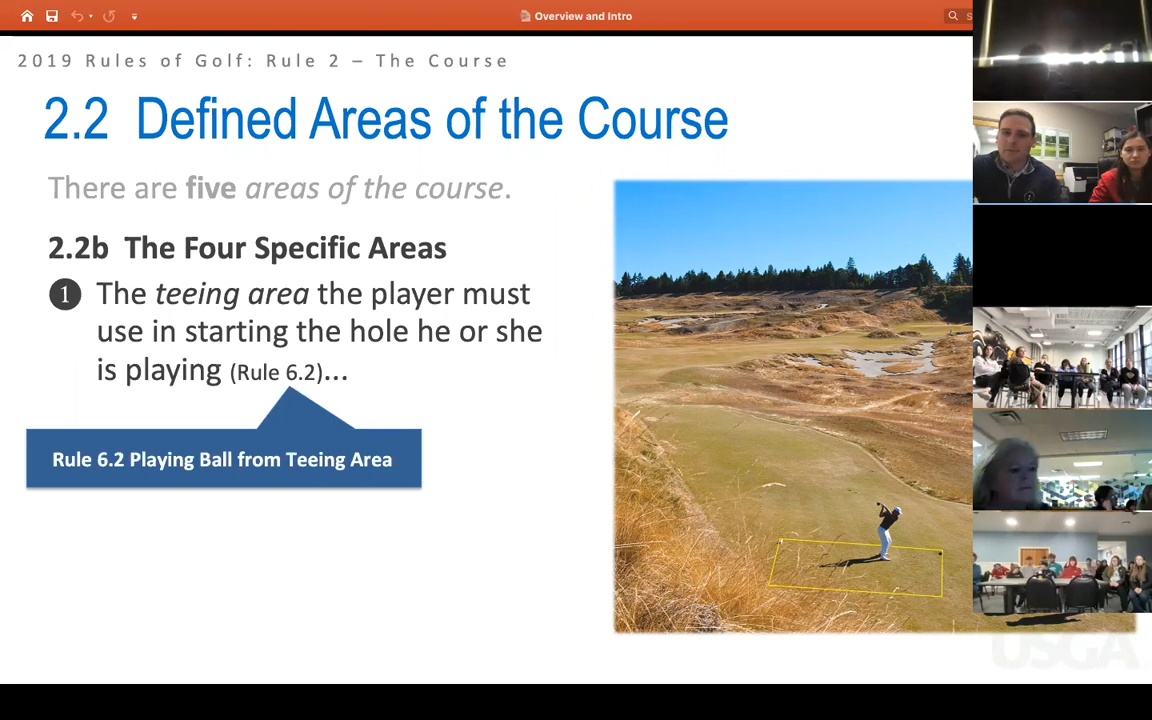 Overview and Intro
S
2019 Rules of Golf: Rule 2 – The Course
2.2 Defined Areas of the Course
There are five areas of the course.
2.2b The Four Specific Areas
1 The teeing area the player must
use in starting the hole he or she
is playing (Rule 6.2)...
Rule 6.2 Playing Ball from Teeing Area
USGA